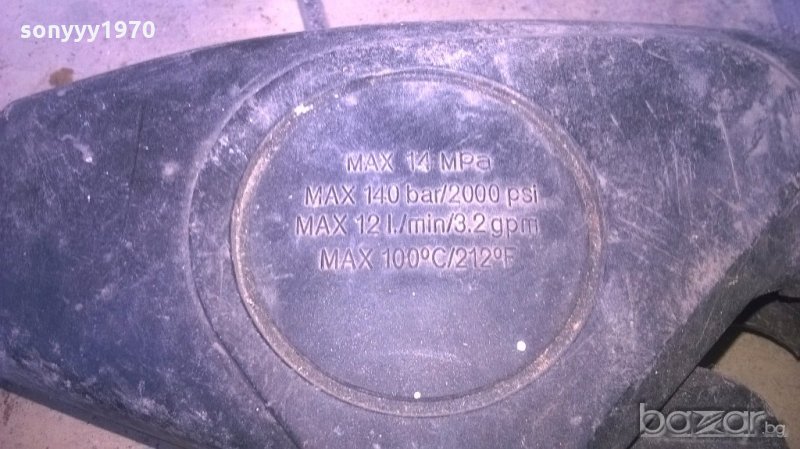 sonyyy1970
MAX 14 MPa
MAX 140 bar/2000 psi
MAX 12 l./min/3.2 gpm
MAX 100ºC/212ºF
bazar.bg